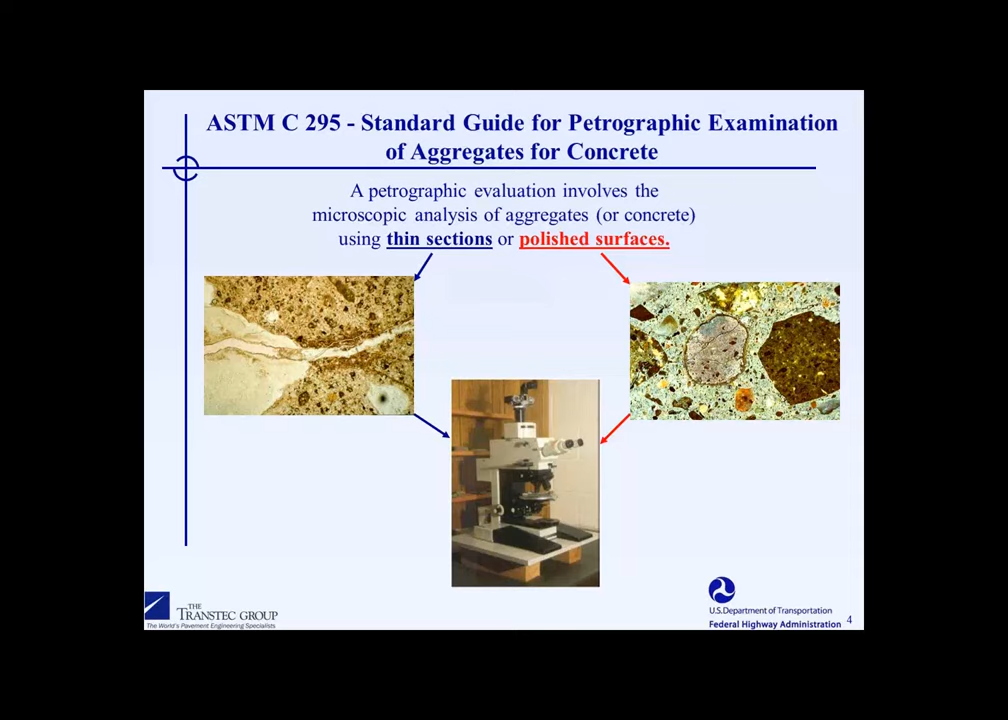 ASTM C 295 - Standard Guide for Petrographic Examination
of Aggregates for Concrete
A petrographic evaluation involves the
microscopic analysis of aggregates (or concrete)
using thin sections or polished surfaces.
THE
TRANSTEC GROUP
The World's Pavement Engineering Specialists
U.S.Department of Transportation
Federal Highway Administration
4